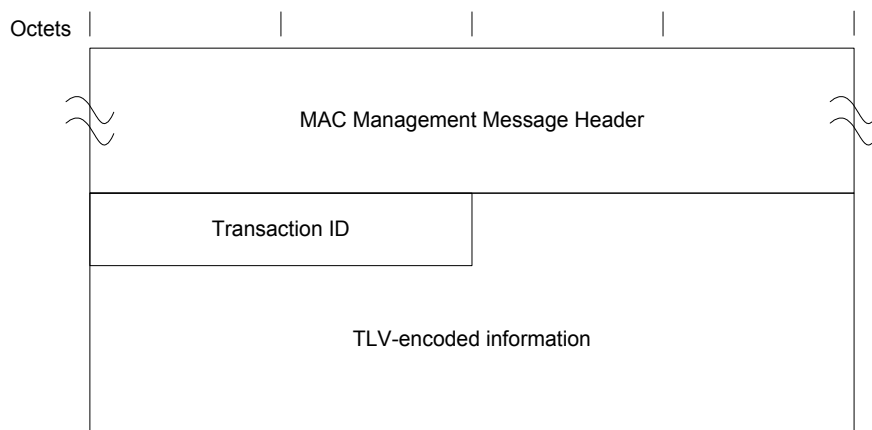 Octets
MAC Management Message Header
Transaction ID
TLV-encoded information